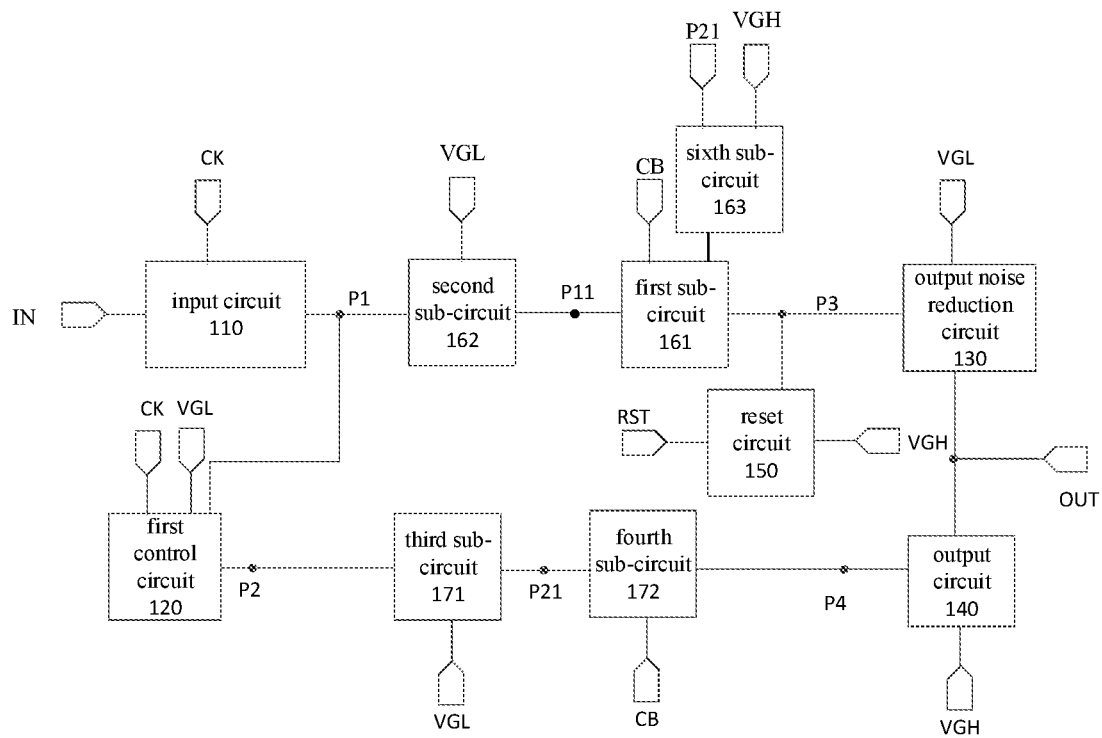 P21
VGH
CK
VGL
CB
sixth sub-
circuit
163
VGL
IN
input circuit
110
P1
second
sub-circuit
162
P11
first sub-
circuit
161
P3
output noise
reduction
circuit
130
CK
VGL
RST
reset
circuit
150
VGH
OUT
first
control
circuit
120
P2
third sub-
circuit
171
P21
fourth
sub-circuit
172
P4
output
circuit
140
VGL
CB
VGH